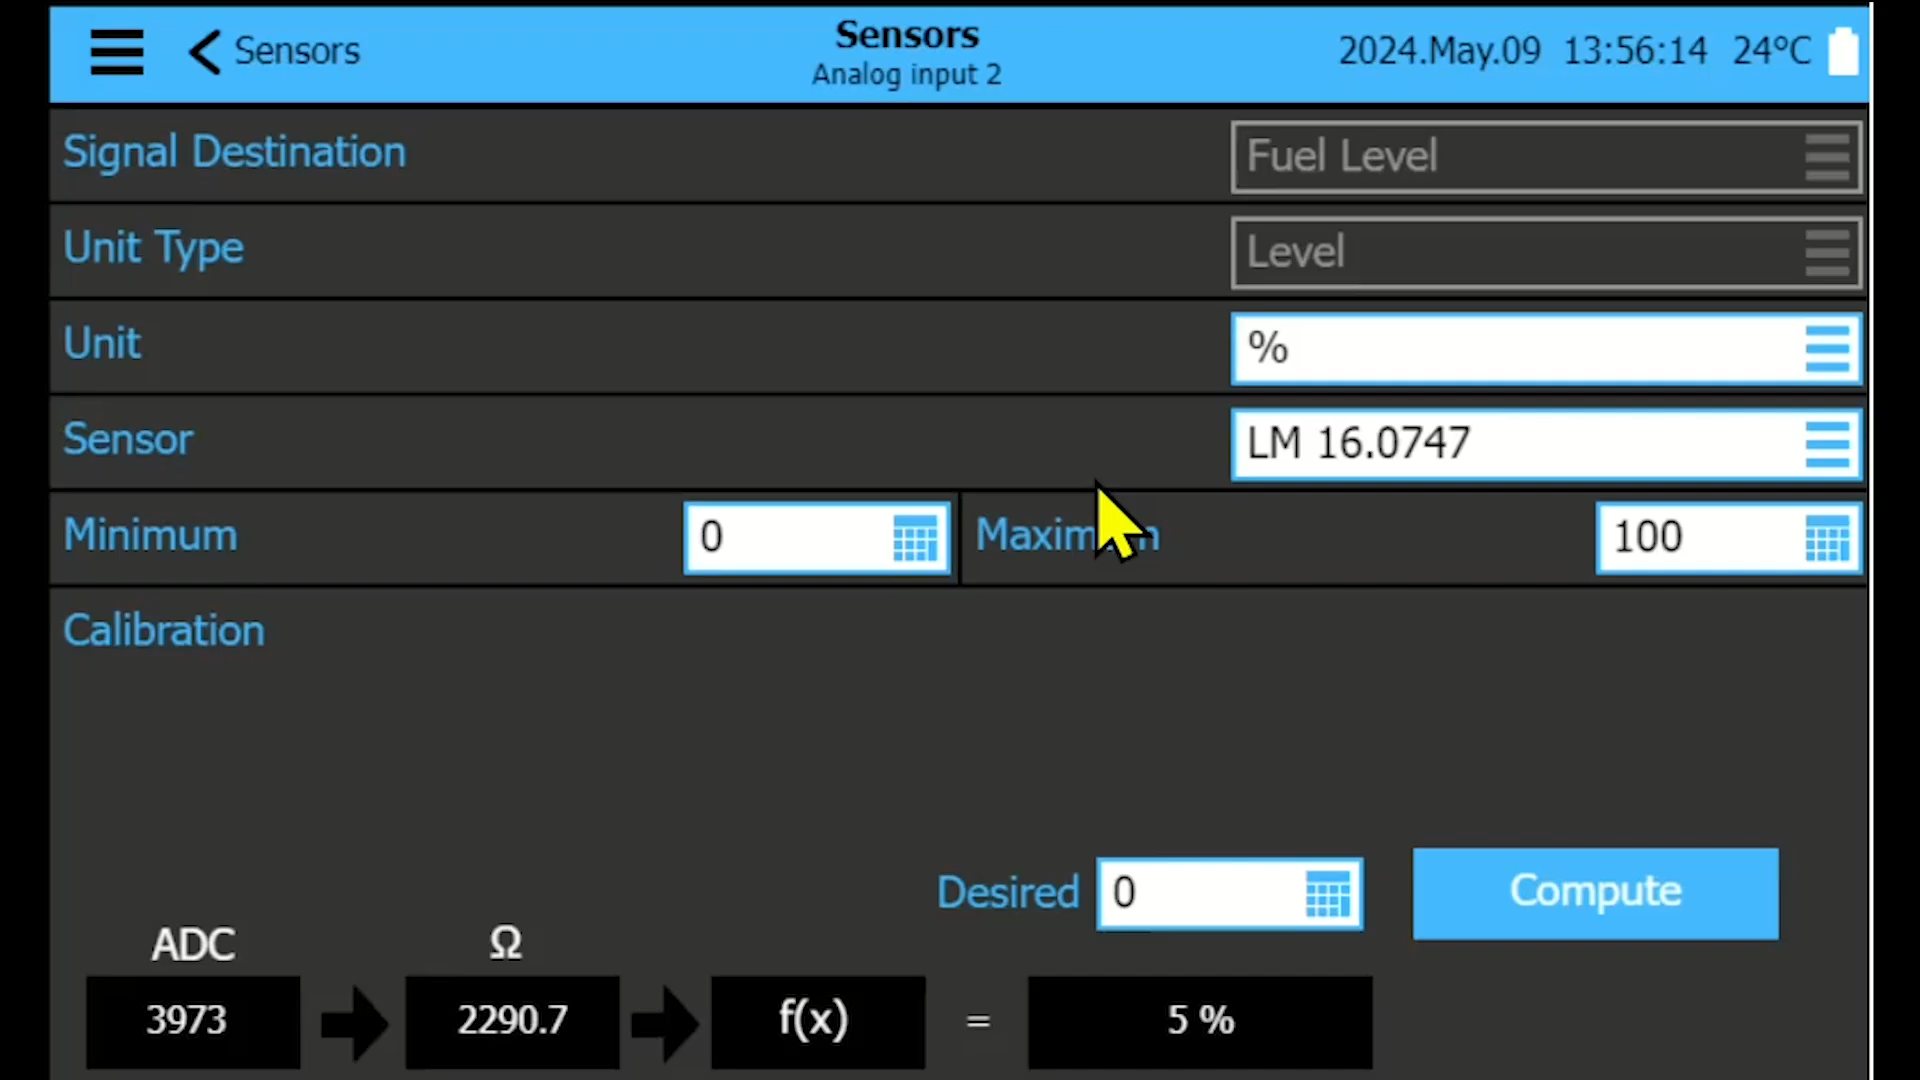 Sensors
Sensors
Analog input 2
2024.May.09 13:56:14 24°C
Signal Destination
Fuel Level
Unit Type
Level
Unit
%
Sensor
LM 16.0747
Minimum
0
Maximum
100
Calibration
Desired
0
Compute
ADC
Ω
3973
2290.7
f(x)
=
5 %